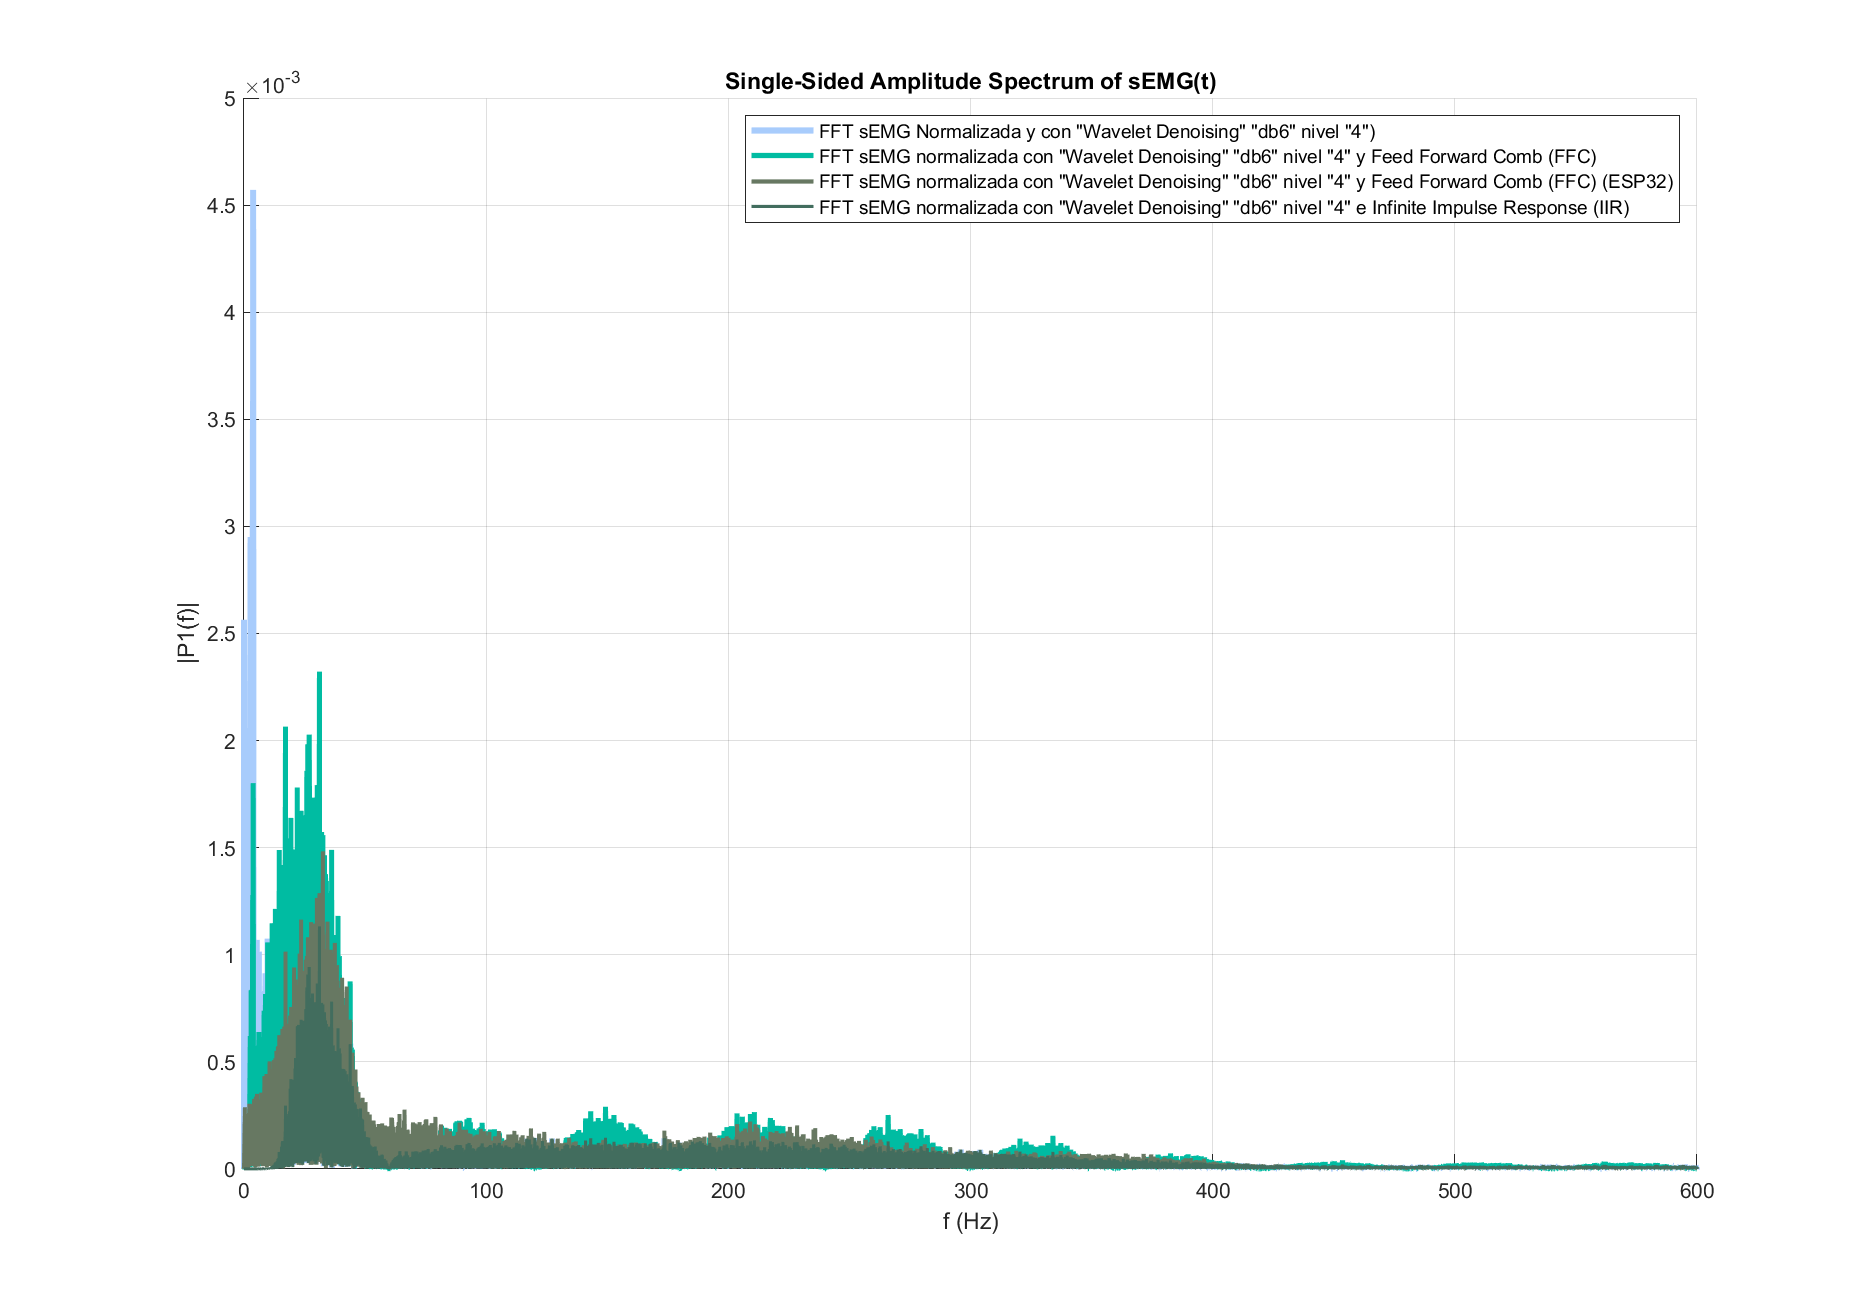 ×10-3
Single-Sided Amplitude Spectrum of sEMG(t)
FFT sEMG Normalizada y con "Wavelet Denoising" "db6" nivel "4")
FFT sEMG normalizada con "Wavelet Denoising" "db6" nivel "4" y Feed Forward Comb (FFC)
FFT sEMG normalizada con "Wavelet Denoising" "db6" nivel "4" y Feed Forward Comb (FFC) (ESP32)
FFT sEMG normalizada con "Wavelet Denoising" "db6" nivel "4" e Infinite Impulse Response (IIR)
5
4.5
4
3.5
3
2.5
2
1.5
1
0.5
0
|P1(f)|
0 100 200 300 400 500 600
f (Hz)